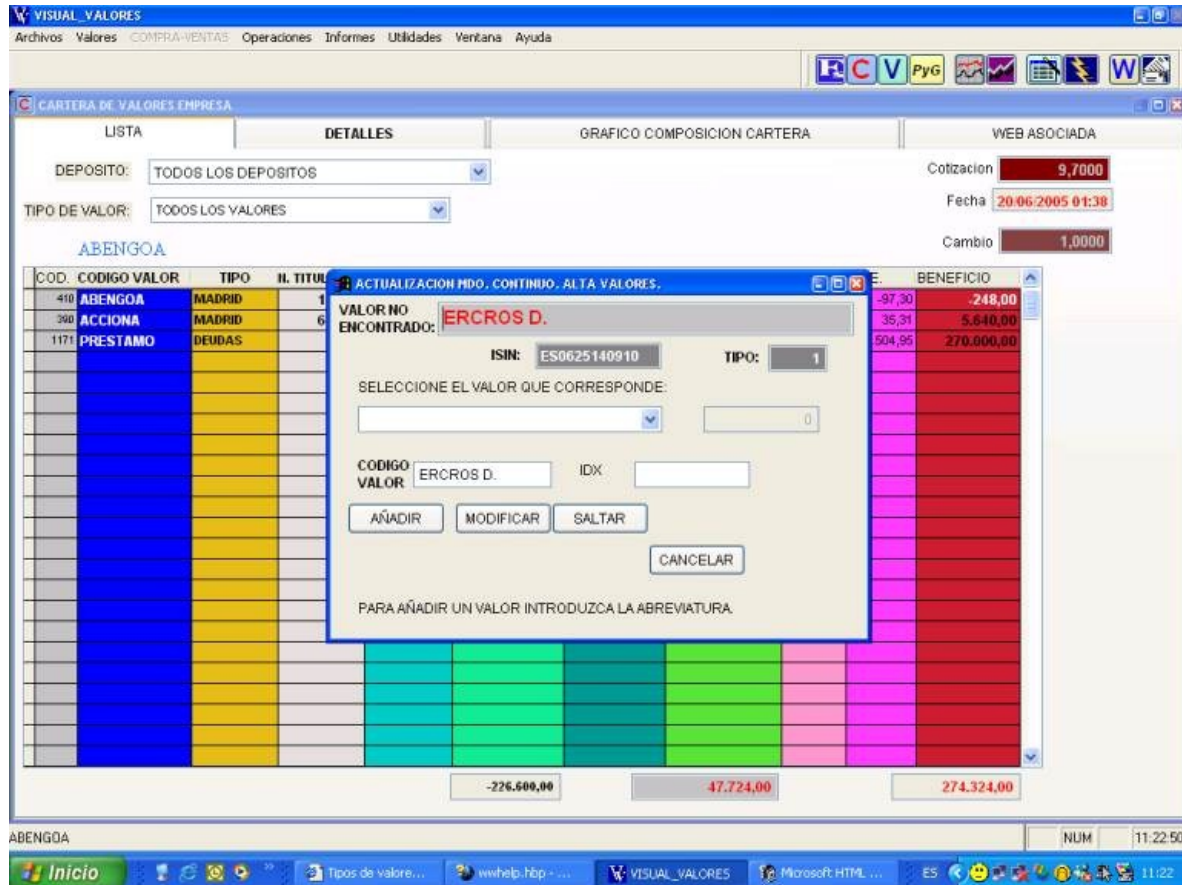 VISUAL_VALORES
Archivos Valores COMPRA-VENTAS Operaciones Informes Utilidades Ventana Ayuda
C V PyG W
C CARTERA DE VALORES EMPRESA
LISTA DETALLES GRAFICO COMPOSICION CARTERA WEB ASOCIADA
DEPOSITO: TODOS LOS DEPOSITOS Cotizacion 9,7000
Fecha 20/06/2005 01:38
TIPO DE VALOR: TODOS LOS VALORES
ABENGOA Cambio 1,0000
COD. CODIGO VALOR TIPO N. TITUL E. BENEFICIO
410 ABENGOA MADRID 1 -97,30 -248,00
390 ACCIONA MADRID 6 35,31 5.640,00
1171 PRESTAMO DEUDAS 504,95 270.000,00
ACTUALIZACION MDO. CONTINUO. ALTA VALORES.
VALOR NO ENCONTRADO: ERCROS D.
ISIN: ES0625140910 TIPO: 1
SELECCIONE EL VALOR QUE CORRESPONDE:
0
CODIGO VALOR ERCROS D. IDX
AÑADIR MODIFICAR SALTAR
CANCELAR
PARA AÑADIR UN VALOR INTRODUZCA LA ABREVIATURA.
-226.600,00 47.724,00 274.324,00
ABENGOA NUM 11:22:50
Inicio Tipos de valore... wwhelp.hbp - ... VISUAL_VALORES Microsoft HTML ... ES 11:22